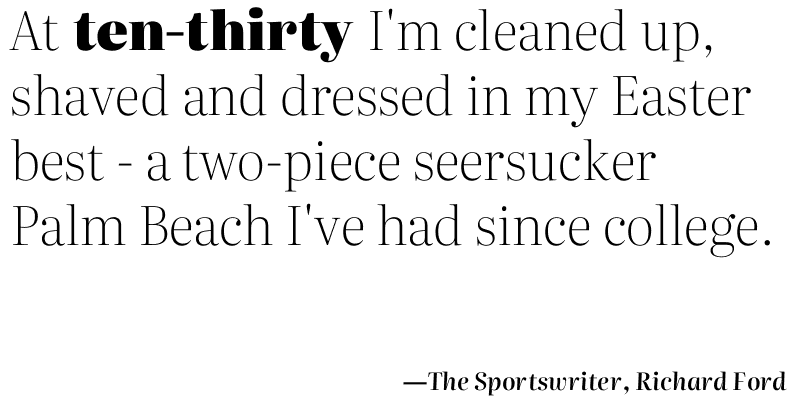 At ten-thirty I'm cleaned up,
shaved and dressed in my Easter
best - a two-piece seersucker
Palm Beach I've had since college.
—The Sportswriter, Richard Ford